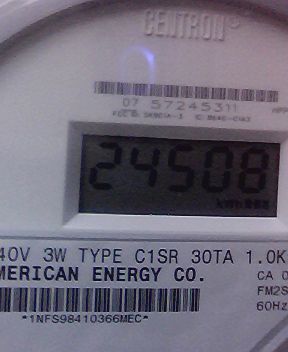 CENTRON®
07 57245311
24508
40V 3W TYPE C1SR 30TA 1.0K
MERICAN ENERGY CO.
CA 0
FM2S
60Hz
*1NFS98410366MEC*